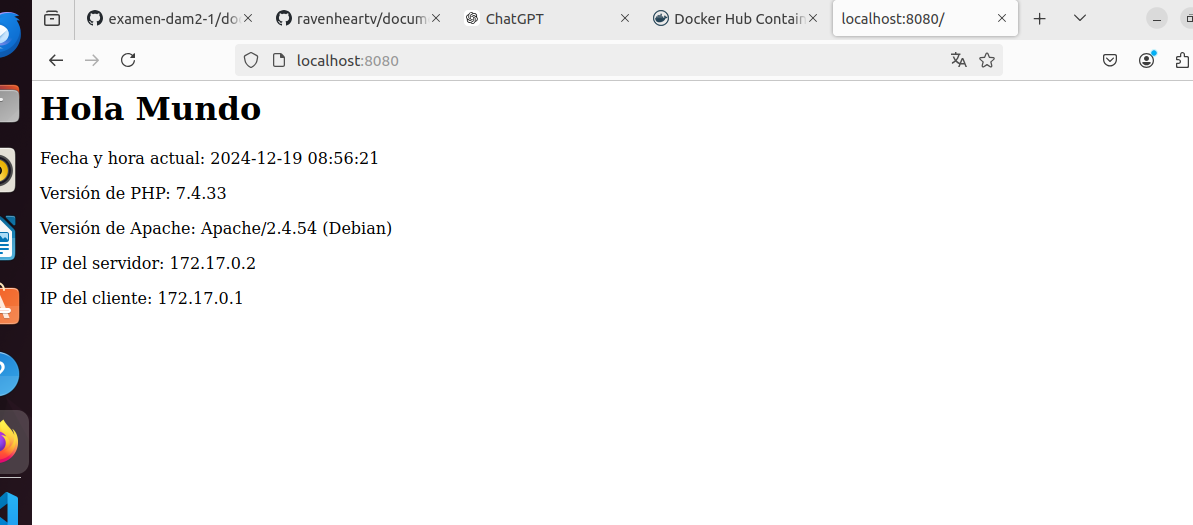 examen-dam2-1/do
ravenheartv/docum
ChatGPT
Docker Hub Contain
localhost:8080/
localhost:8080
Hola Mundo
Fecha y hora actual: 2024-12-19 08:56:21
Versión de PHP: 7.4.33
Versión de Apache: Apache/2.4.54 (Debian)
IP del servidor: 172.17.0.2
IP del cliente: 172.17.0.1